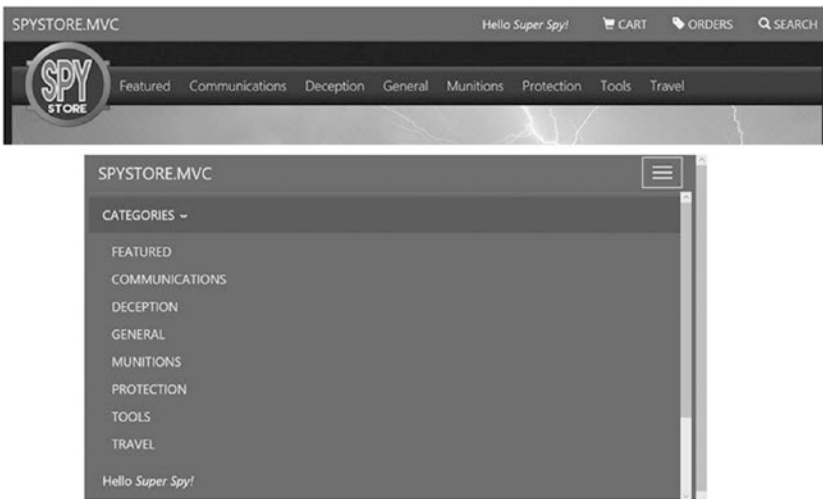 SPYSTORE.MVC Hello Super Spy! CART ORDERS SEARCH
SPY
STORE
Featured Communications Deception General Munitions Protection Tools Travel
SPYSTORE.MVC
CATEGORIES
FEATURED
COMMUNICATIONS
DECEPTION
GENERAL
MUNITIONS
PROTECTION
TOOLS
TRAVEL
Hello Super Spy!